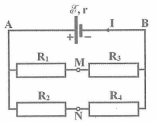 ℰ, r
A
+ -
I
B
R₁ M R₃
R₂ N R₄